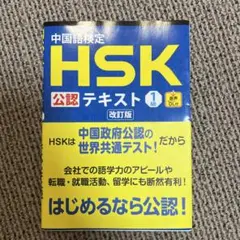 中国語検定
HSK
公認 テキスト 1
改訂版
HSKは 中国政府公認の
世界共通テスト! だから
会社での語学力のアピールや
転職・就職活動、留学にも断然有利!
はじめるなら公認!